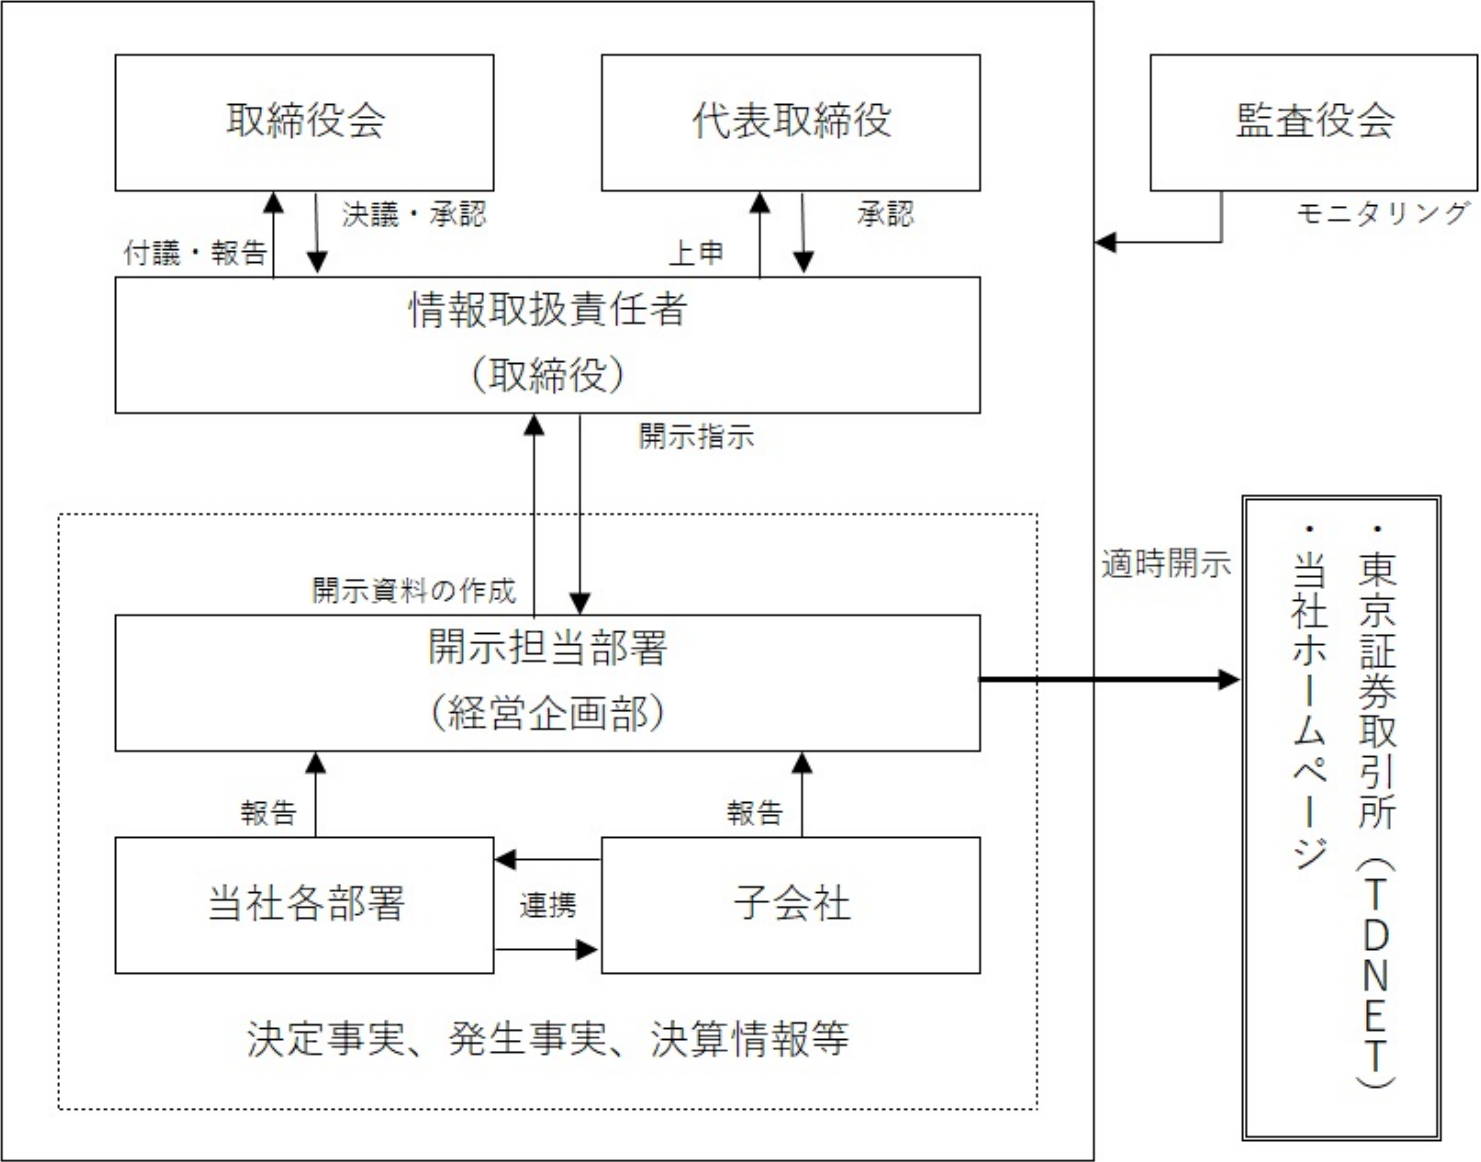 取締役会
代表取締役
監査役会
決議・承認
承認
モニタリング
付議・報告
上申
情報取扱責任者
（取締役）
開示指示
適時開示
・東京証券取引所（TDNET）
・当社ホームページ
開示資料の作成
開示担当部署
（経営企画部）
報告
報告
当社各部署
連携
子会社
決定事実、発生事実、決算情報等